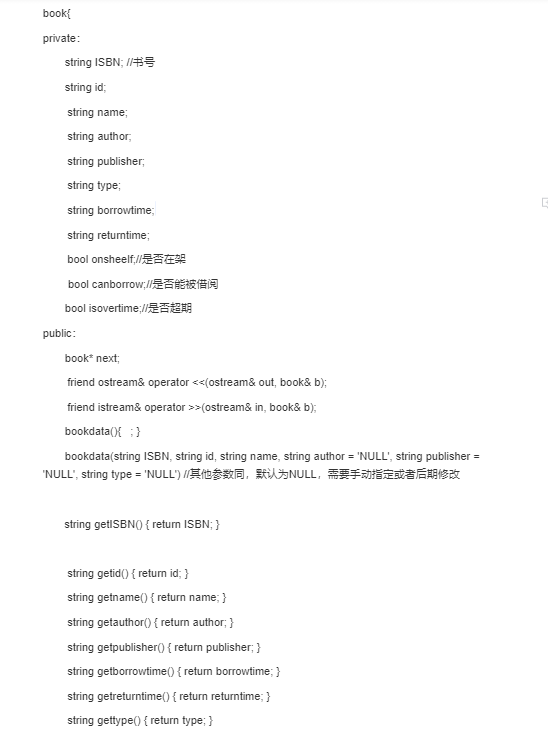 book{
private:
string ISBN; //书号
string id;
string name;
string author;
string publisher;
string type;
string borrowtime;
string returntime;
bool onsheelf;//是否在架
bool canborrow;//是否能被借阅
bool isovertime;//是否超期
public:
book* next;
friend ostream& operator <<(ostream& out, book& b);
friend istream& operator >>(ostream& in, book& b);
bookdata(){ ; }
bookdata(string ISBN, string id, string name, string author = 'NULL', string publisher =
'NULL', string type = 'NULL') //其他参数同，默认为NULL，需要手动指定或者后期修改
string getISBN() { return ISBN; }
string getid() { return id; }
string getname() { return name; }
string getauthor() { return author; }
string getpublisher() { return publisher; }
string getborrowtime() { return borrowtime; }
string getreturntime() { return returntime; }
string gettype() { return type; }